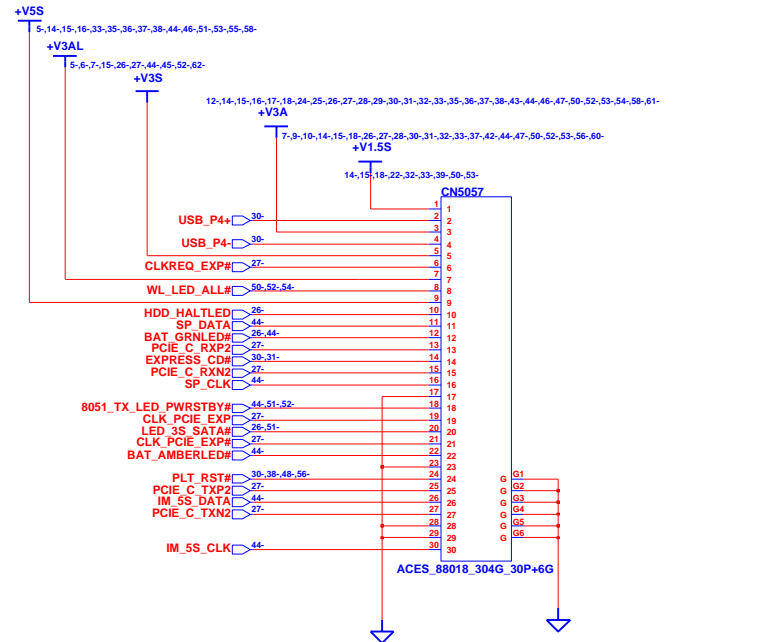 +V5S
5-,14-,15-,16-,33-,35-,36-,37-,38-,44-,46-,51-,53-,55-,58-
+V3AL
5-,6-,7-,15-,26-,27-,44-,45-,52-,62-
+V3S
12-,14-,15-,16-,17-,18-,24-,25-,26-,27-,28-,29-,30-,31-,32-,33-,35-,36-,37-,38-,43-,44-,46-,47-,50-,52-,53-,54-,58-,61-
+V3A
7-,9-,10-,14-,15-,18-,26-,27-,28-,30-,31-,32-,33-,37-,42-,44-,47-,50-,52-,53-,56-,60-
+V1.5S
14-,15-,18-,22-,32-,33-,39-,50-,53-
CN5057
1 1
USB_P4+ 30- 2 2
3 3
USB_P4- 30- 4 4
5 5
CLKREQ_EXP# 27- 6 6
7 7
WL_LED_ALL# 50-,52-,54- 8 8
9 9
HDD_HALTLED 26- 10 10
SP_DATA 44- 11 11
BAT_GRNLED# 26-,44- 12 12
PCIE_C_RXP2 27- 13 13
EXPRESS_CD# 30-,31- 14 14
PCIE_C_RXN2 27- 15 15
SP_CLK 44- 16 16
17 17
8051_TX_LED_PWRSTBY# 44-,51-,52- 18 18
CLK_PCIE_EXP 27- 19 19
LED_3S_SATA# 26-,51- 20 20
CLK_PCIE_EXP# 27- 21 21
BAT_AMBERLED# 44- 22 22
23 23
PLT_RST# 30-,38-,48-,56- 24 24 G G1
PCIE_C_TXP2 27- 25 25 G G2
IM_5S_DATA 44- 26 26 G G3
PCIE_C_TXN2 27- 27 27 G G4
28 28 G G5
29 29 G G6
IM_5S_CLK 44- 30 30
ACES_88018_304G_30P+6G